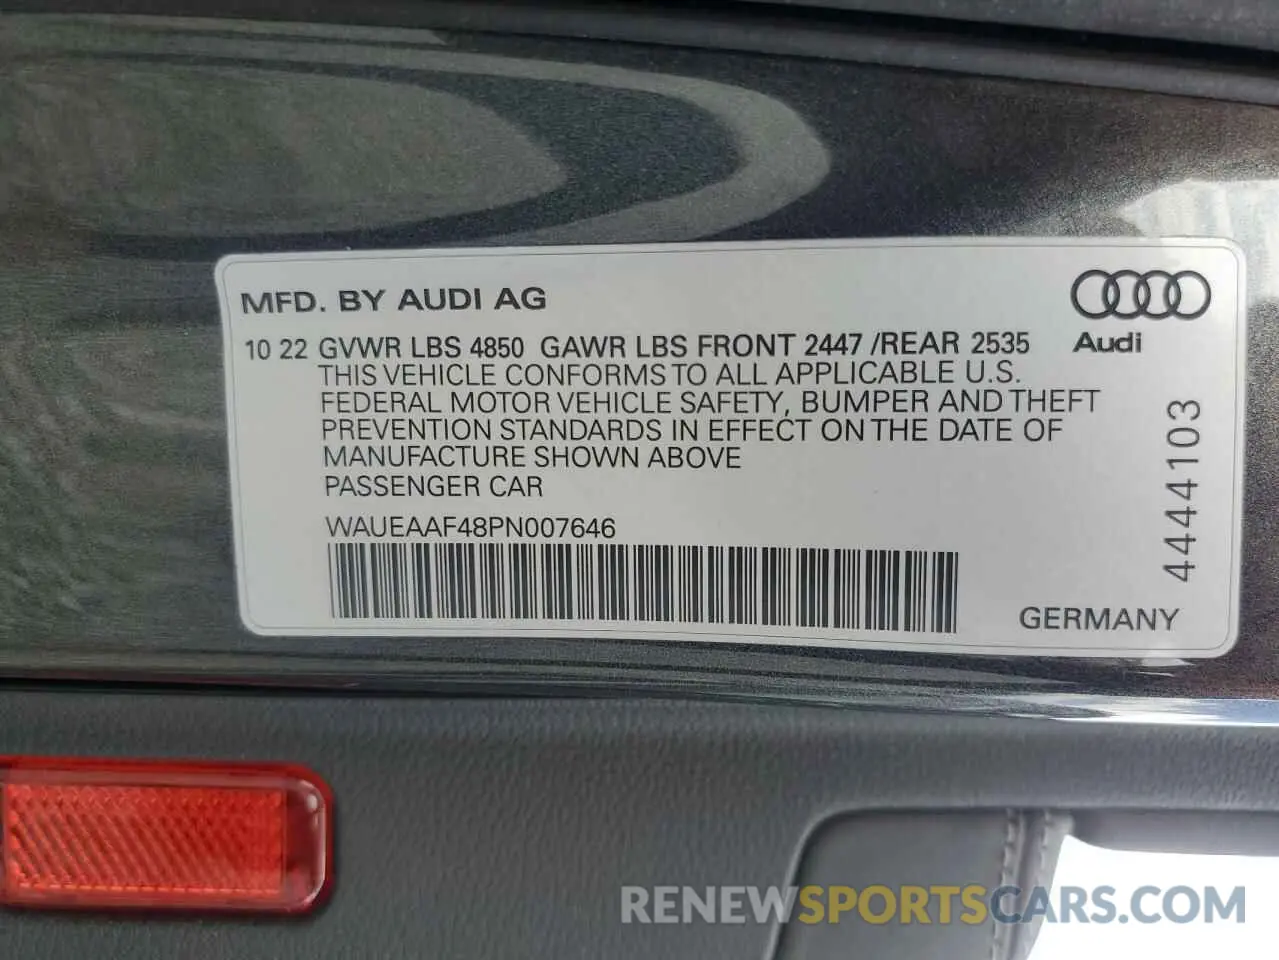 MFD. BY AUDI AG
Audi
10 22 GVWR LBS 4850 GAWR LBS FRONT 2447 /REAR 2535
THIS VEHICLE CONFORMS TO ALL APPLICABLE U.S.
FEDERAL MOTOR VEHICLE SAFETY, BUMPER AND THEFT
PREVENTION STANDARDS IN EFFECT ON THE DATE OF
MANUFACTURE SHOWN ABOVE
PASSENGER CAR
WAUEAAF48PN007646
4444103
GERMANY
RENEWSPORTSCARS.COM